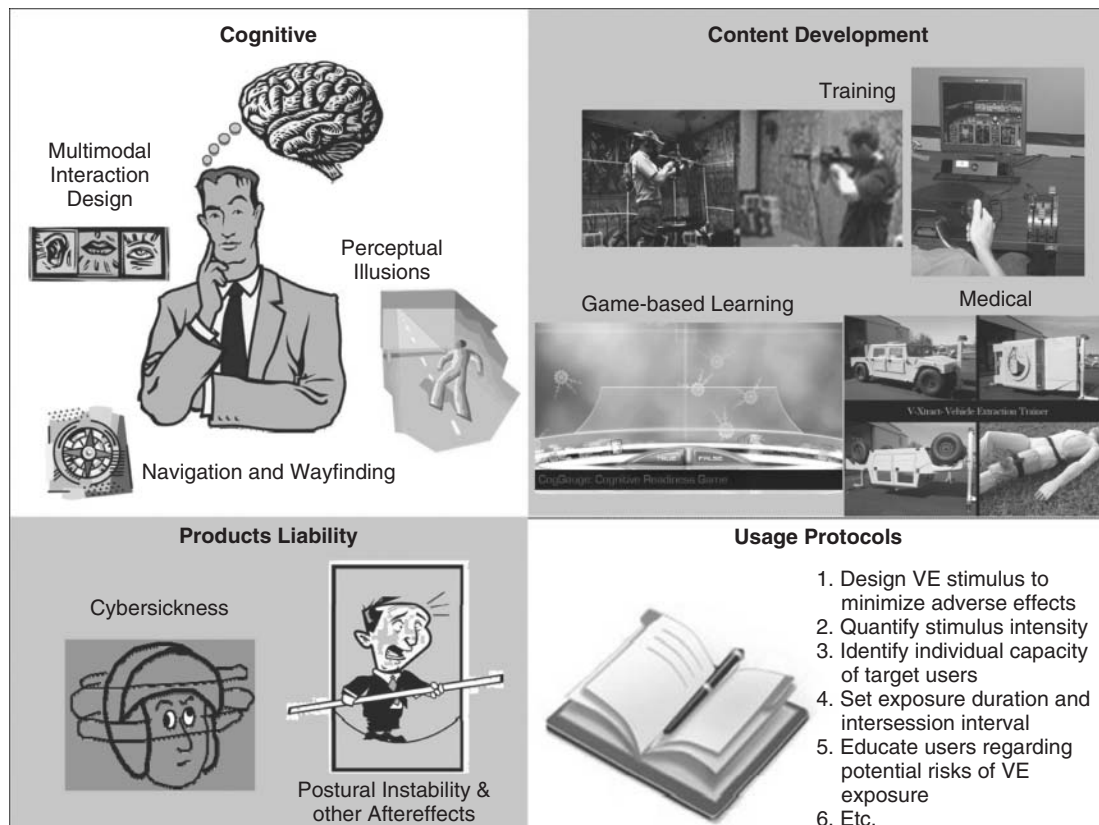 Cognitive
Multimodal
Interaction
Design
Perceptual
Illusions
Navigation and Wayfinding
Content Development
Training
Game-based Learning
Medical
TRUE
FALSE
CogGauge: Cognitive Readiness Game
V-Xtract-Vehicle Extraction Trainer
Products Liability
Cybersickness
Postural Instability &
other Aftereffects
Usage Protocols
1. Design VE stimulus to
minimize adverse effects
2. Quantify stimulus intensity
3. Identify individual capacity
of target users
4. Set exposure duration and
intersession interval
5. Educate users regarding
potential risks of VE
exposure
6. Etc.